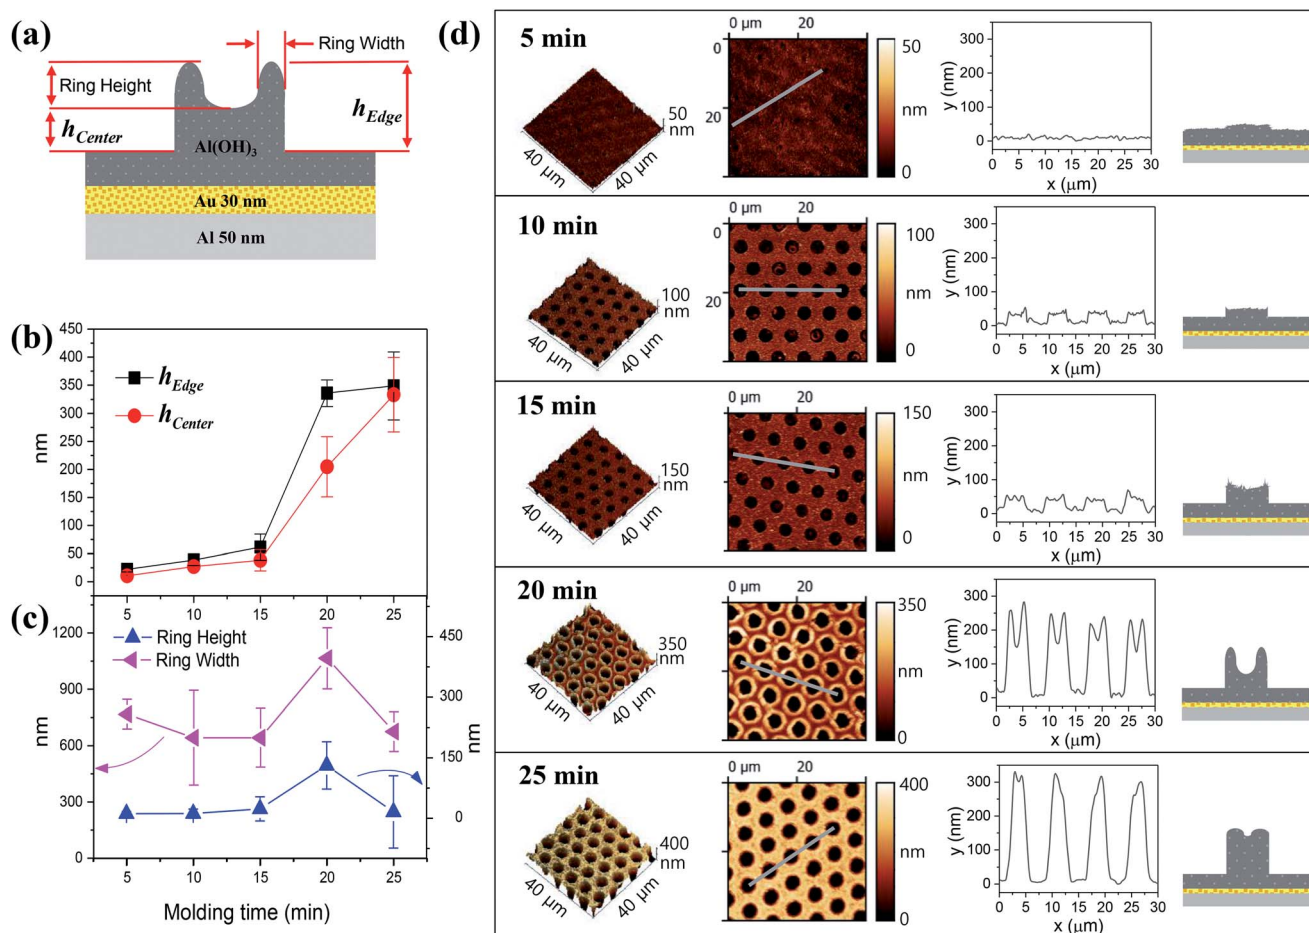 (a)
Ring Width
Ring Height
h_Edge
h_Center
Al(OH)3
Au 30 nm
Al 50 nm
(b)
450
400
350
300
250
200
150
100
50
0
nm
h_Edge
h_Center
5 10 15 20 25
(c)
1200
900
600
300
0
nm
Ring Height
Ring Width
450
300
150
0
nm
5 10 15 20 25
Molding time (min)
(d)
5 min
50
nm
40 µm
40 µm
0 µm 20
0
20
50
nm
0
y (nm)
300
200
100
0
0 5 10 15 20 25 30
x (µm)
10 min
100
nm
40 µm
40 µm
0 µm 20
0
20
100
nm
0
y (nm)
300
200
100
0
0 5 10 15 20 25 30
x (µm)
15 min
150
nm
40 µm
40 µm
0 µm 20
0
20
150
nm
0
y (nm)
300
200
100
0
0 5 10 15 20 25 30
x (µm)
20 min
350
nm
40 µm
40 µm
0 µm 20
0
20
350
nm
0
y (nm)
300
200
100
0
0 5 10 15 20 25 30
x (µm)
25 min
400
nm
40 µm
40 µm
0 µm 20
0
20
400
nm
0
y (nm)
300
200
100
0
0 5 10 15 20 25 30
x (µm)